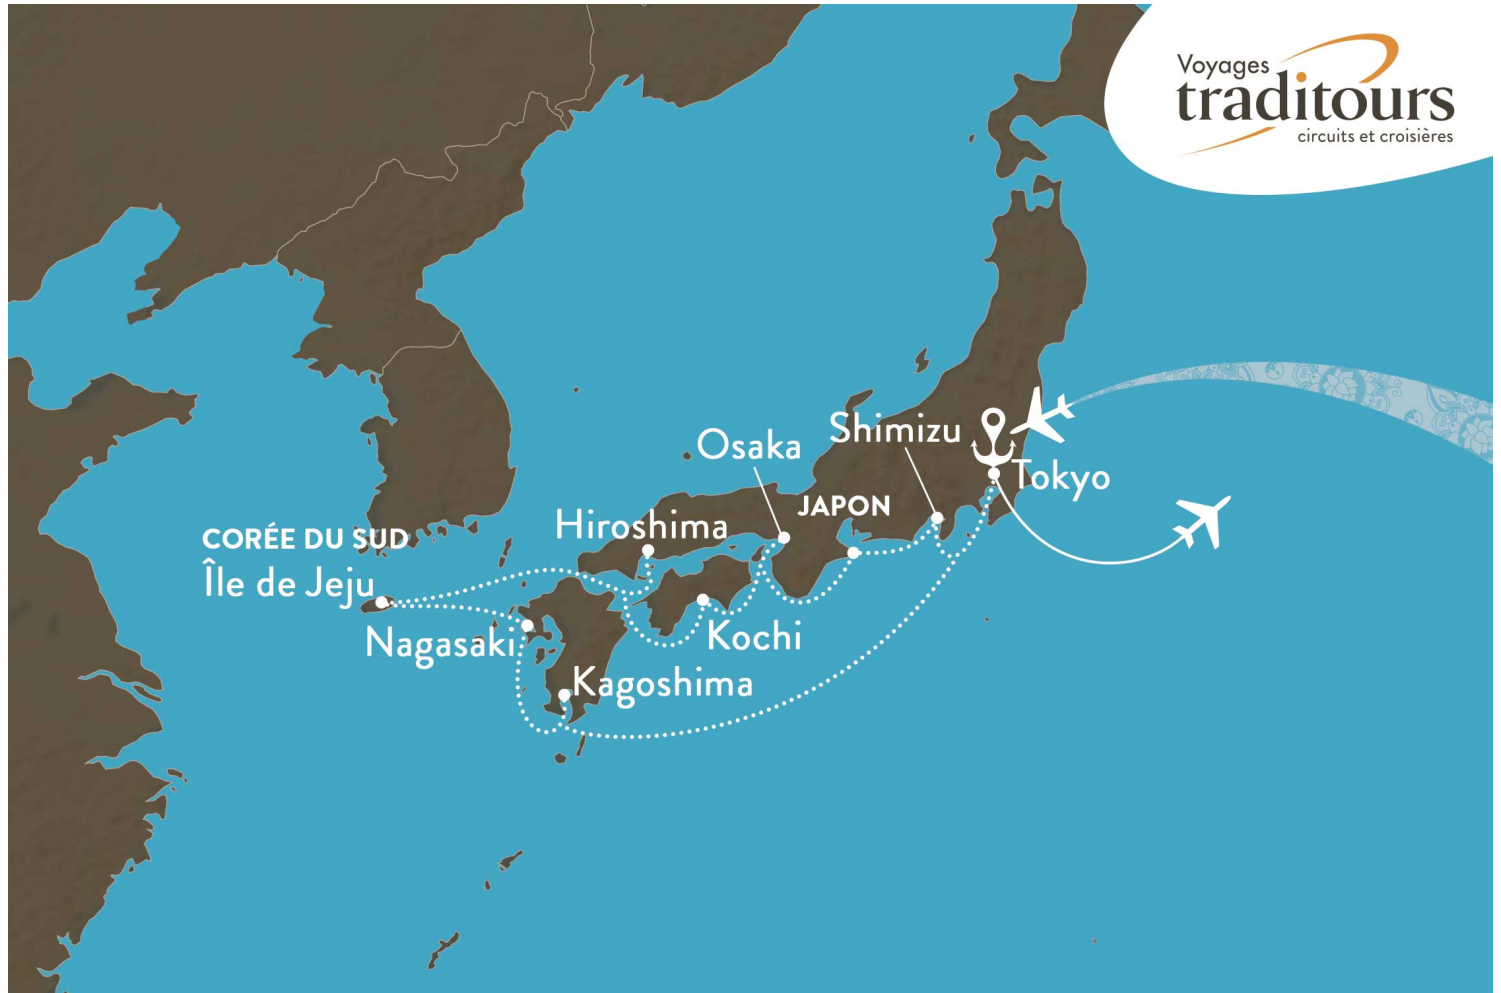 Voyages
traditours
circuits et croisières
Shimizu
Osaka
Tokyo
JAPON
Hiroshima
CORÉE DU SUD
Île de Jeju
Kochi
Nagasaki
Kagoshima